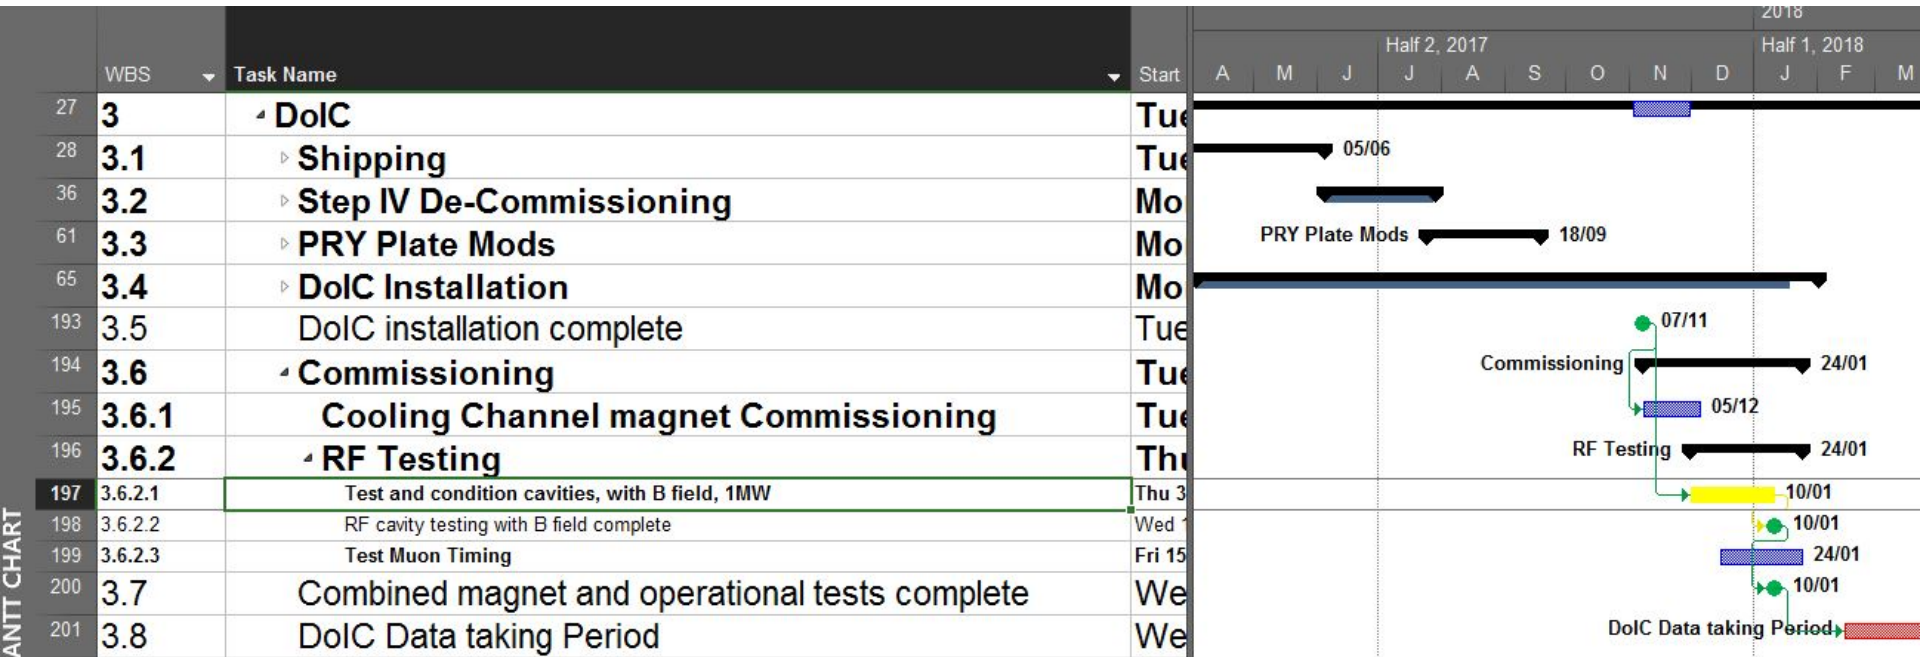 2018
Half 2, 2017 Half 1, 2018
WBS Task Name Start A M J J A S O N D J F M
27 3 DoIC Tue
28 3.1 Shipping Tue 05/06
36 3.2 Step IV De-Commissioning Mo
61 3.3 PRY Plate Mods Mo PRY Plate Mods 18/09
65 3.4 DoIC Installation Mo
193 3.5 DoIC installation complete Tue 07/11
194 3.6 Commissioning Tue Commissioning 24/01
195 3.6.1 Cooling Channel magnet Commissioning Tue 05/12
196 3.6.2 RF Testing Thu RF Testing 24/01
197 3.6.2.1 Test and condition cavities, with B field, 1MW Thu 3 10/01
198 3.6.2.2 RF cavity testing with B field complete Wed 1 10/01
199 3.6.2.3 Test Muon Timing Fri 15 24/01
200 3.7 Combined magnet and operational tests complete We 10/01
201 3.8 DoIC Data taking Period We DoIC Data taking Period
ANTT CHART